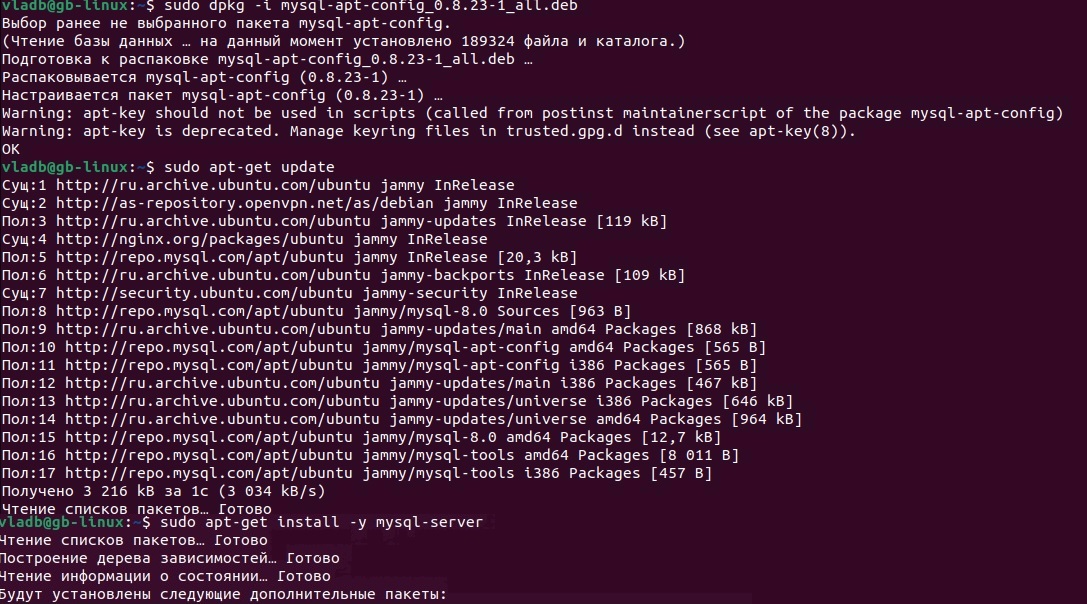 vladb@gb-linux:~$ sudo dpkg -i mysql-apt-config_0.8.23-1_all.deb
Выбор ранее не выбранного пакета mysql-apt-config.
(Чтение базы данных … на данный момент установлено 189324 файла и каталога.)
Подготовка к распаковке mysql-apt-config_0.8.23-1_all.deb …
Распаковывается mysql-apt-config (0.8.23-1) …
Настраивается пакет mysql-apt-config (0.8.23-1) …
Warning: apt-key should not be used in scripts (called from postinst maintainerscript of the package mysql-apt-config)
Warning: apt-key is deprecated. Manage keyring files in trusted.gpg.d instead (see apt-key(8)).
OK
vladb@gb-linux:~$ sudo apt-get update
Сущ:1 http://ru.archive.ubuntu.com/ubuntu jammy InRelease
Сущ:2 http://as-repository.openvpn.net/as/debian jammy InRelease
Пол:3 http://ru.archive.ubuntu.com/ubuntu jammy-updates InRelease [119 kB]
Сущ:4 http://nginx.org/packages/ubuntu jammy InRelease
Пол:5 http://repo.mysql.com/apt/ubuntu jammy InRelease [20,3 kB]
Пол:6 http://ru.archive.ubuntu.com/ubuntu jammy-backports InRelease [109 kB]
Сущ:7 http://security.ubuntu.com/ubuntu jammy-security InRelease
Пол:8 http://repo.mysql.com/apt/ubuntu jammy/mysql-8.0 Sources [963 B]
Пол:9 http://ru.archive.ubuntu.com/ubuntu jammy-updates/main amd64 Packages [868 kB]
Пол:10 http://repo.mysql.com/apt/ubuntu jammy/mysql-apt-config amd64 Packages [565 B]
Пол:11 http://repo.mysql.com/apt/ubuntu jammy/mysql-apt-config i386 Packages [565 B]
Пол:12 http://ru.archive.ubuntu.com/ubuntu jammy-updates/main i386 Packages [467 kB]
Пол:13 http://ru.archive.ubuntu.com/ubuntu jammy-updates/universe i386 Packages [646 kB]
Пол:14 http://ru.archive.ubuntu.com/ubuntu jammy-updates/universe amd64 Packages [964 kB]
Пол:15 http://repo.mysql.com/apt/ubuntu jammy/mysql-8.0 amd64 Packages [12,7 kB]
Пол:16 http://repo.mysql.com/apt/ubuntu jammy/mysql-tools amd64 Packages [8 011 B]
Пол:17 http://repo.mysql.com/apt/ubuntu jammy/mysql-tools i386 Packages [457 B]
Получено 3 216 kB за 1с (3 034 kB/s)
Чтение списков пакетов… Готово
vladb@gb-linux:~$ sudo apt-get install -y mysql-server
Чтение списков пакетов… Готово
Построение дерева зависимостей… Готово
Чтение информации о состоянии… Готово
Будут установлены следующие дополнительные пакеты: